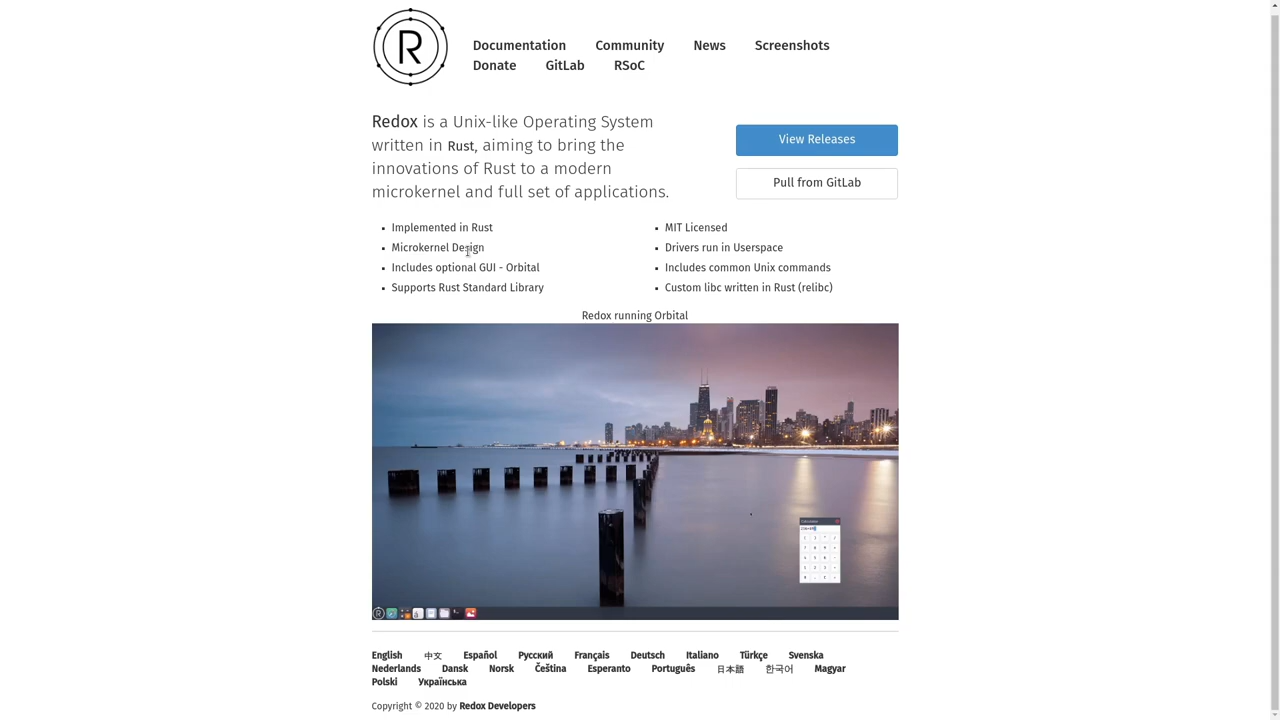 R
Documentation Community News Screenshots
Donate GitLab RSoC
Redox is a Unix-like Operating System
written in Rust, aiming to bring the
innovations of Rust to a modern
microkernel and full set of applications.
View Releases
Pull from GitLab
▪ Implemented in Rust
▪ Microkernel Design
▪ Includes optional GUI - Orbital
▪ Supports Rust Standard Library
▪ MIT Licensed
▪ Drivers run in Userspace
▪ Includes common Unix commands
▪ Custom libc written in Rust (relibc)
Redox running Orbital
Calculator
English 中文 Español Русский Français Deutsch Italiano Türkçe Svenska
Nederlands Dansk Norsk Čeština Esperanto Português 日本語 한국어 Magyar
Polski Українська
Copyright © 2020 by Redox Developers